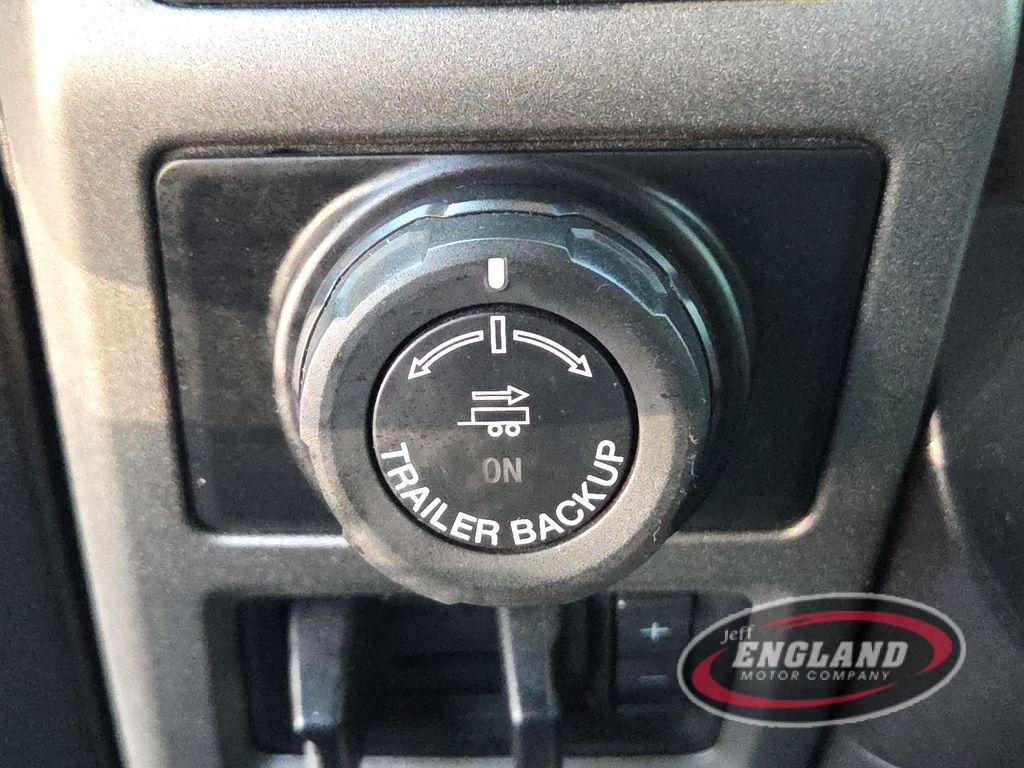 ON
TRAILER BACKUP
+
-
Jeff
ENGLAND
MOTOR COMPANY